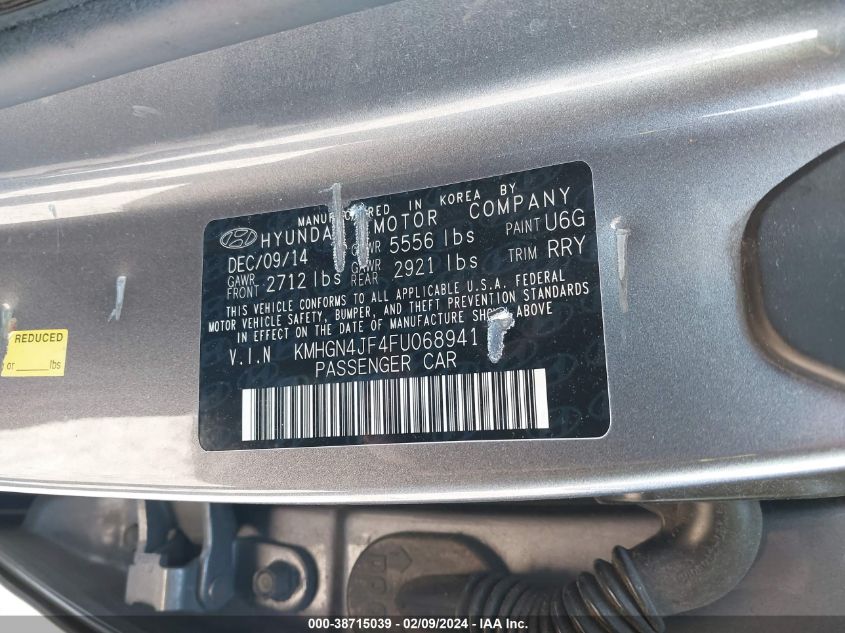 MANUFACTURED IN KOREA BY
HYUNDAI MOTOR COMPANY
DEC/09/14 GVWR 5556 lbs PAINT U6G
GAWR FRONT 2712 lbs GAWR REAR 2921 lbs TRIM RRY
THIS VEHICLE CONFORMS TO ALL APPLICABLE U.S.A. FEDERAL
MOTOR VEHICLE SAFETY, BUMPER, AND THEFT PREVENTION STANDARDS
IN EFFECT ON THE DATE OF MANUFACTURE SHOWN ABOVE
V.I.N KMHGN4JF4FU068941
PASSENGER CAR
REDUCED
or lbs
000-38715039 - 02/09/2024 - IAA Inc.